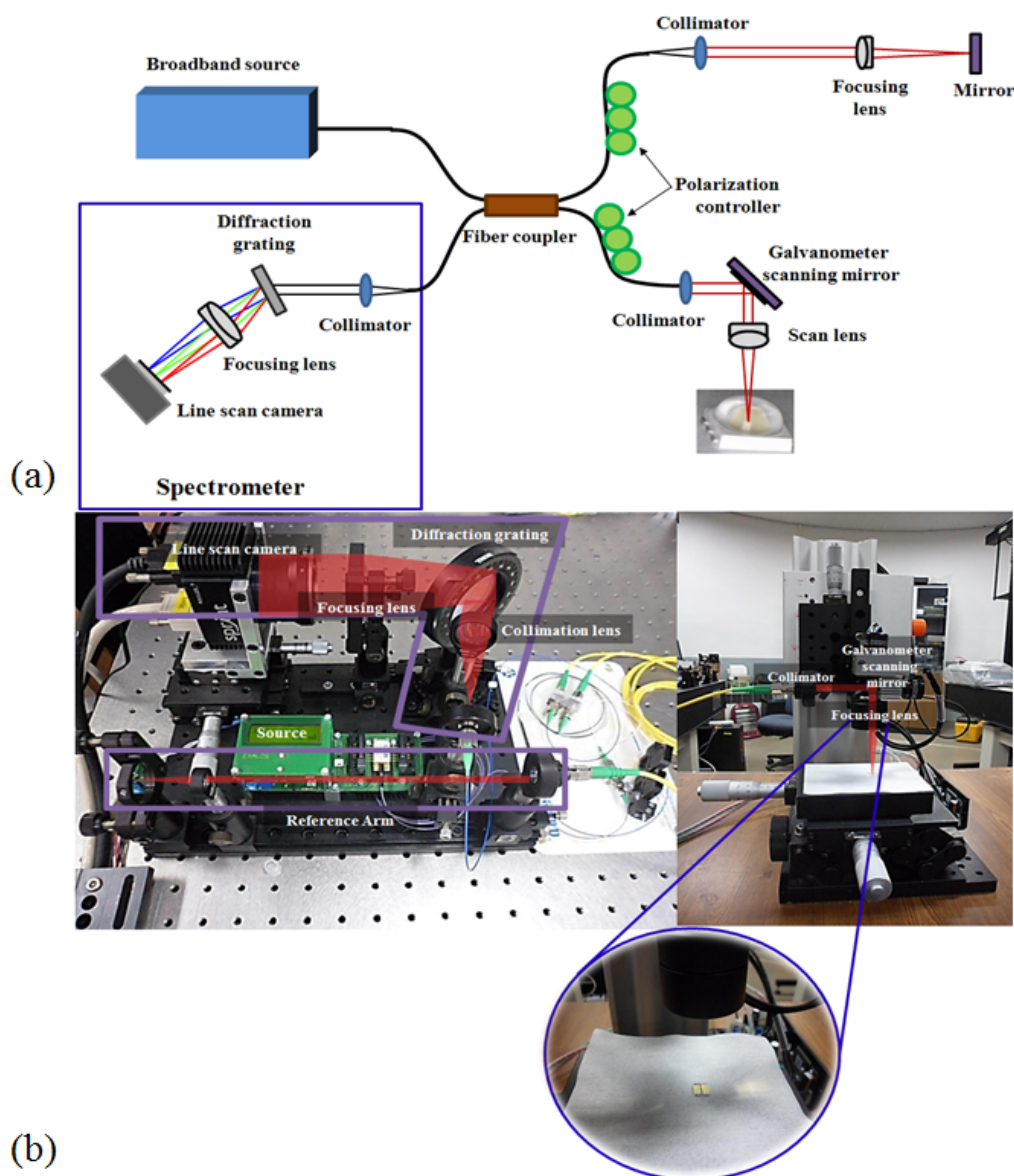 Collimator
Broadband source
Focusing
lens
Mirror
Polarization
controller
Diffraction
grating
Fiber coupler
Galvanometer
scanning mirror
Collimator
Collimator
Scan lens
Focusing lens
Line scan camera
(a)
Spectrometer
Diffraction grating
Line scan camera
Focusing lens
Collimation lens
Galvanometer
scanning
mirror
Collimator
Focusing lens
Source
Reference Arm
(b)